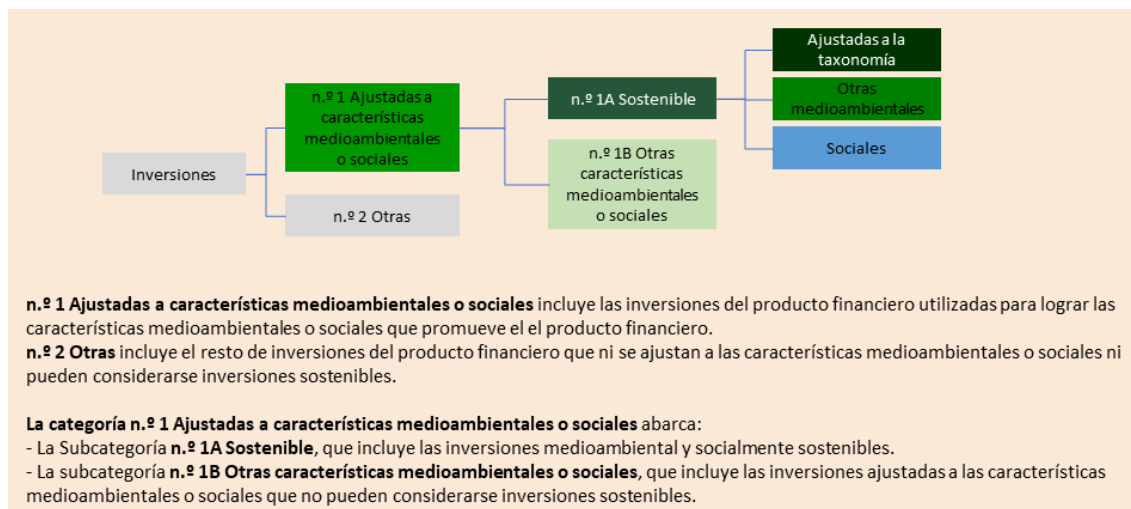 Ajustadas a la
taxonomía
n.º 1 Ajustadas a
característicias
medioambientales
o sociales
n.º 1A Sostenible
Otras
medioambientales
Sociales
n.º 1B Otras
características
medioambientales
o sociales
Inversiones
n.º 2 Otras
n.º 1 Ajustadas a características medioambientales o sociales incluye las inversiones del producto financiero utilizadas para lograr las
características medioambientales o sociales que promueve el el producto financiero.
n.º 2 Otras incluye el resto de inversiones del producto financiero que ni se ajustan a las características medioambientales o sociales ni
pueden considerarse inversiones sostenibles.
La categoría n.º 1 Ajustadas a características medioambientales o sociales abarca:
- La Subcategoría n.º 1A Sostenible, que incluye las inversiones medioambiental y socialmente sostenibles.
- La subcategoría n.º 1B Otras características medioambientales o sociales, que incluye las inversiones ajustadas a las características
medioambientales o sociales que no pueden considerarse inversiones sostenibles.